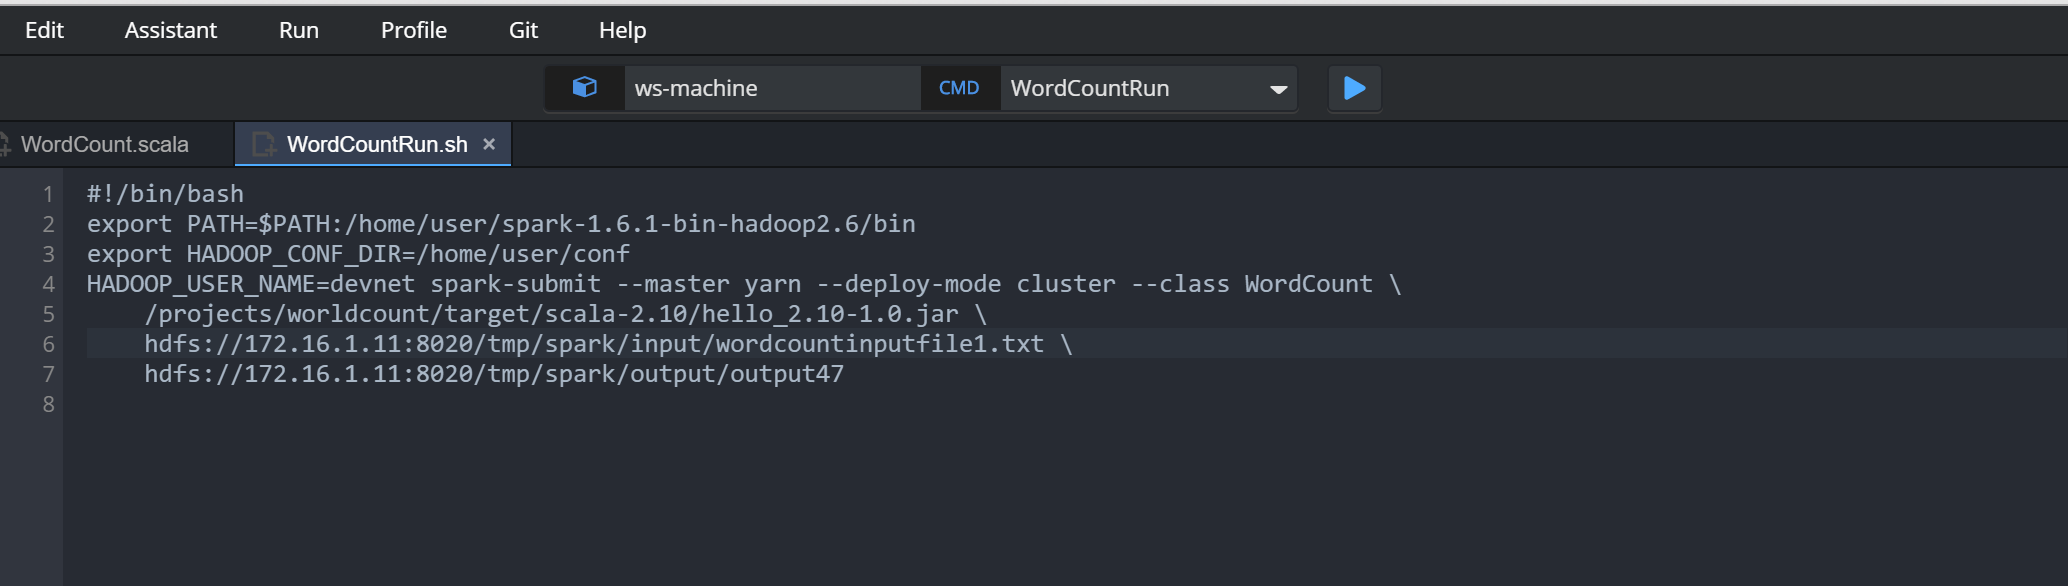 Edit Assistant Run Profile Git Help
ws-machine CMD WordCountRun
WordCount.scala WordCountRun.sh ×
1 #!/bin/bash
2 export PATH=$PATH:/home/user/spark-1.6.1-bin-hadoop2.6/bin
3 export HADOOP_CONF_DIR=/home/user/conf
4 HADOOP_USER_NAME=devnet spark-submit --master yarn --deploy-mode cluster --class WordCount \
5 /projects/worldcount/target/scala-2.10/hello_2.10-1.0.jar \
6 hdfs://172.16.1.11:8020/tmp/spark/input/wordcountinputfile1.txt \
7 hdfs://172.16.1.11:8020/tmp/spark/output/output47
8